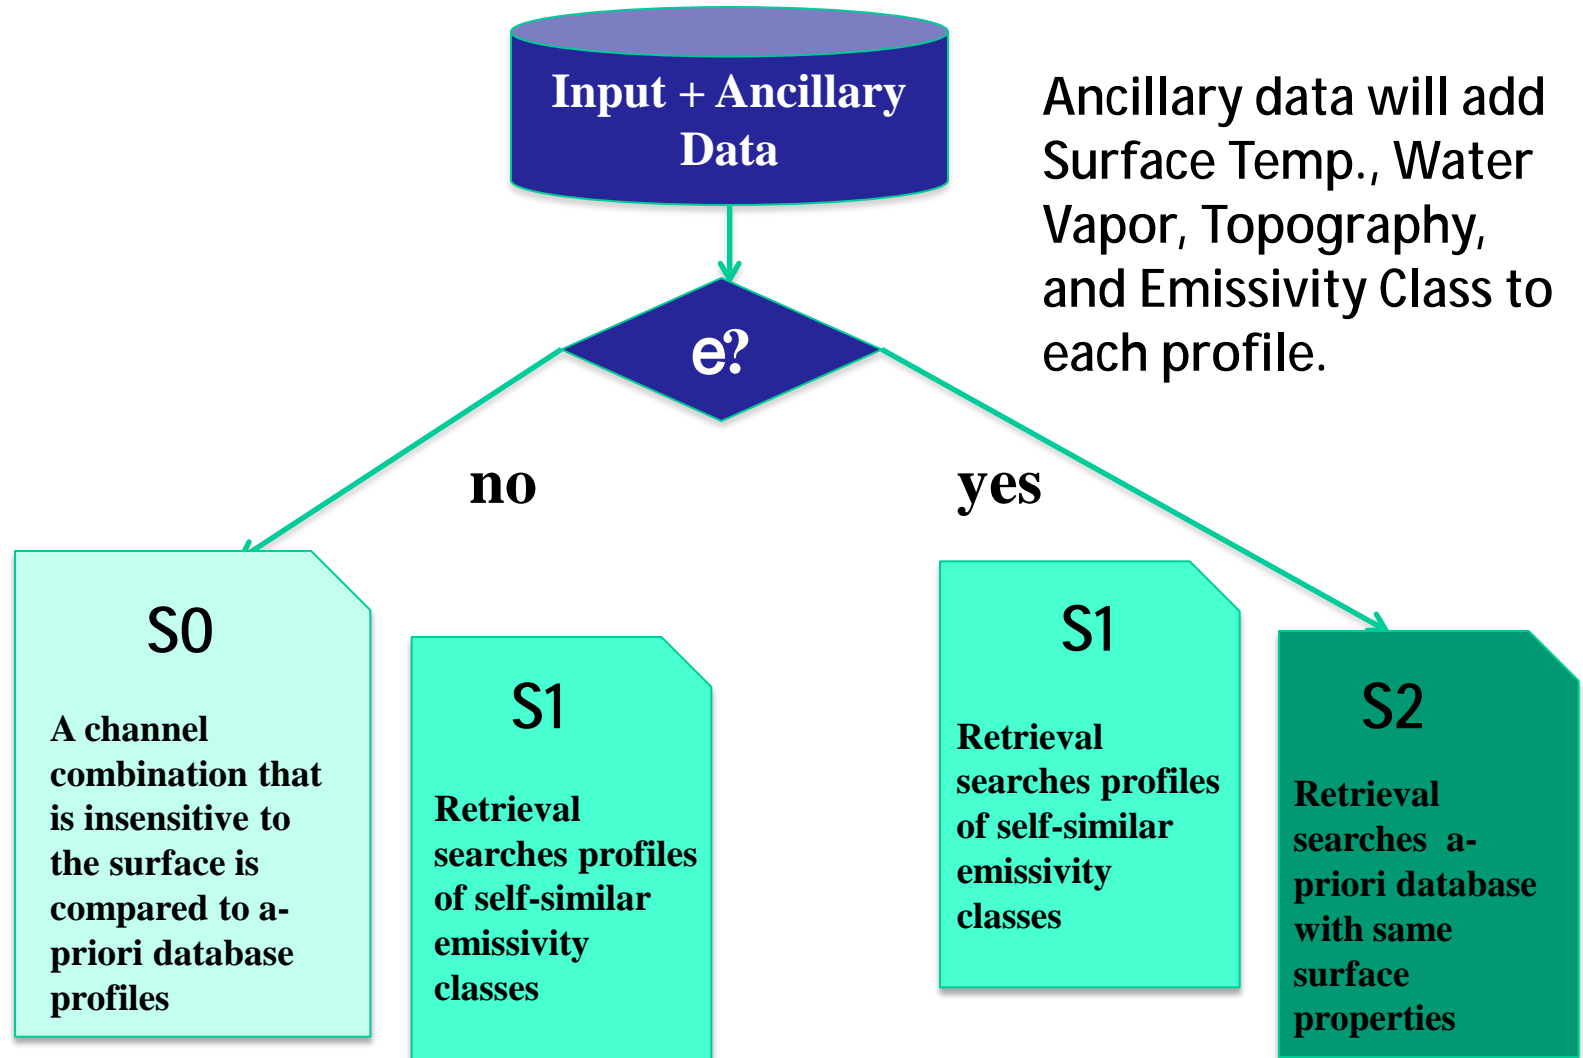 Input + Ancillary
Data
Ancillary data will add
Surface Temp., Water
Vapor, Topography,
and Emissivity Class to
each profile.
e?
no
yes
S0
A channel
combination that
is insensitive to
the surface is
compared to a-
priori database
profiles
S1
Retrieval
searches profiles
of self-similar
emissivity
classes
S1
Retrieval
searches profiles
of self-similar
emissivity
classes
S2
Retrieval
searches a-
priori database
with same
surface
properties